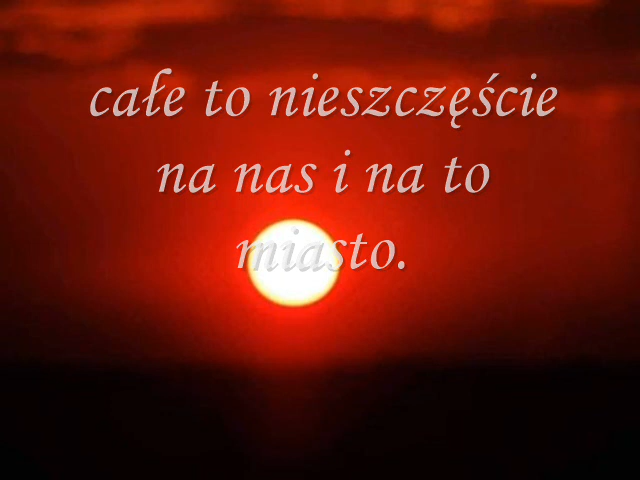 całe to nieszczęście
na nas i na to
miasto.